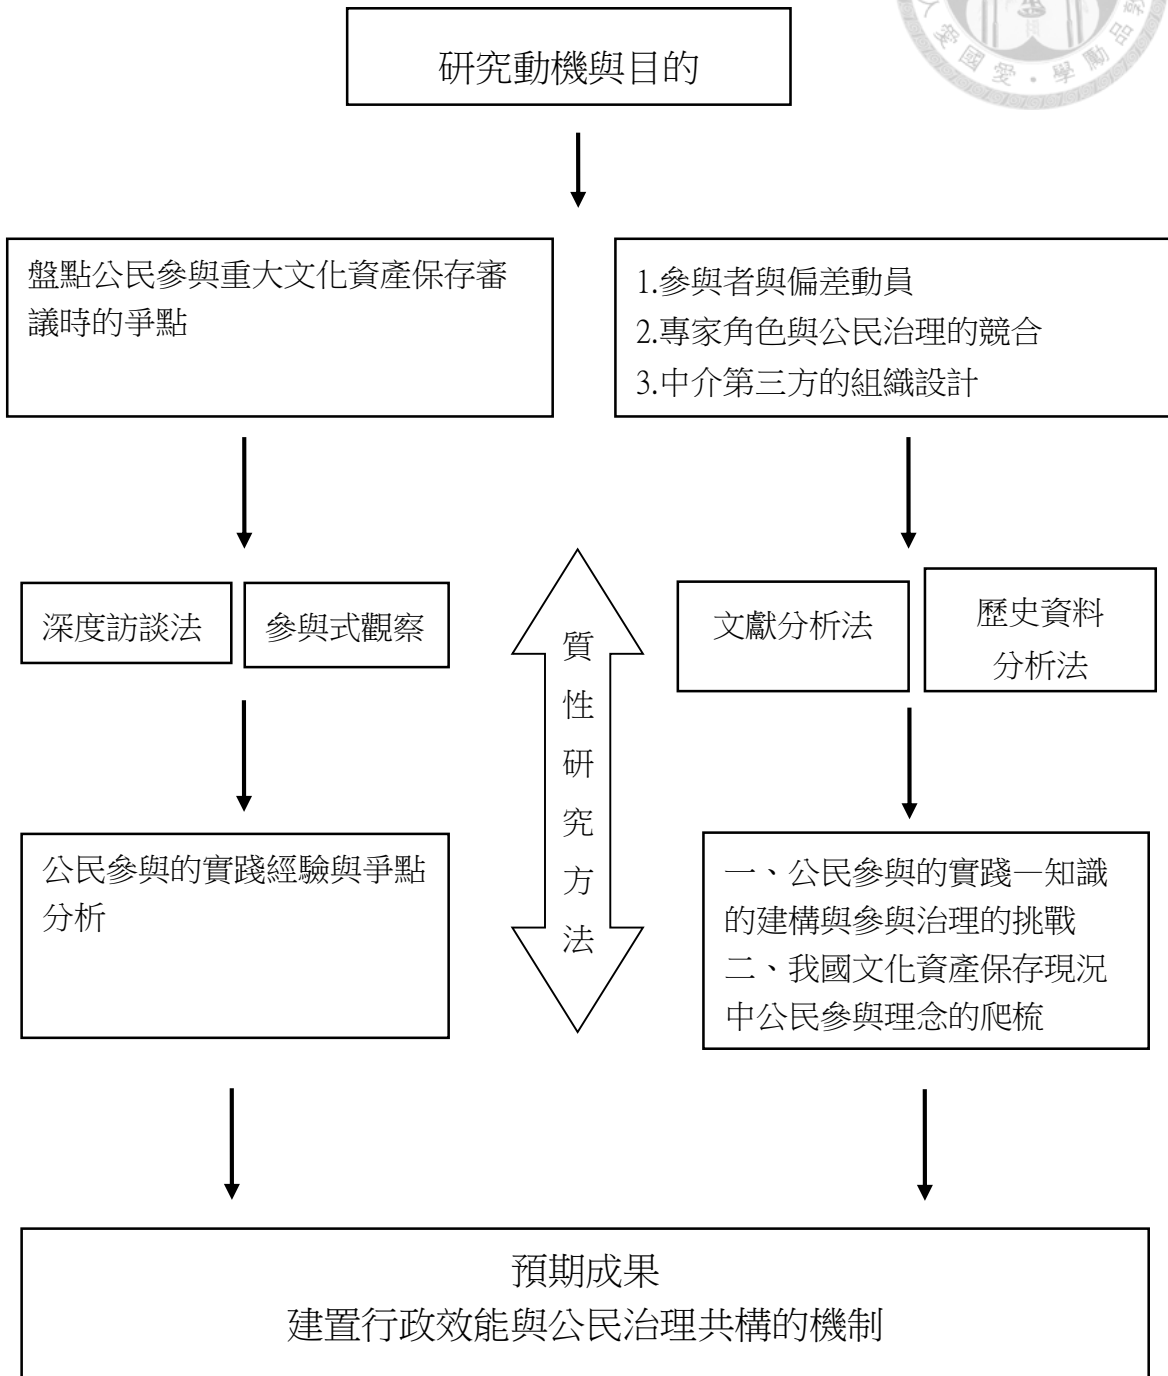 人愛國愛·學勵品敦
研究動機與目的
盤點公民參與重大文化資產保存審
議時的爭點
1.參與者與偏差動員
2.專家角色與公民治理的競合
3.中介第三方的組織設計
深度訪談法
參與式觀察
質
性
研
究
方
法
文獻分析法
歷史資料
分析法
公民參與的實踐經驗與爭點
分析
一、公民參與的實踐—知識
的建構與參與治理的挑戰
二、我國文化資產保存現況
中公民參與理念的爬梳
預期成果
建置行政效能與公民治理共構的機制